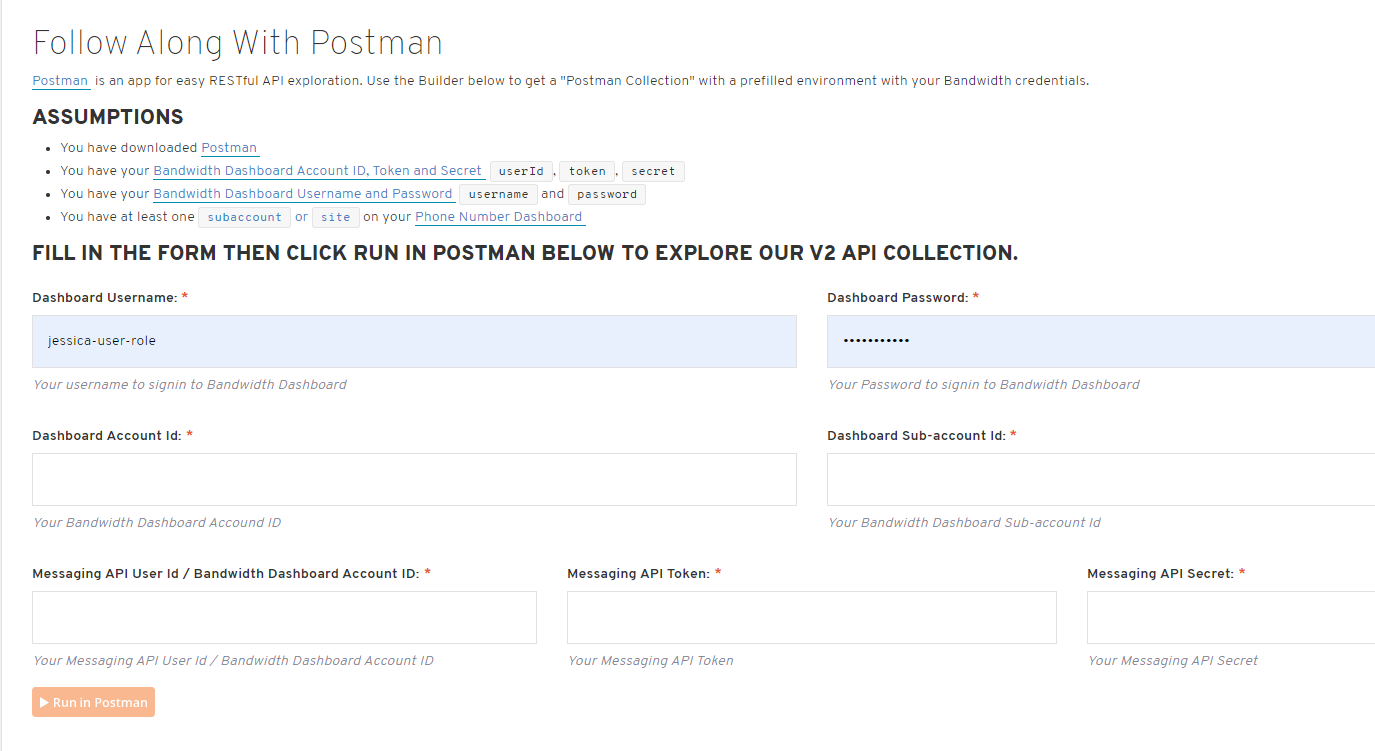 Follow Along With Postman
Postman is an app for easy RESTful API exploration. Use the Builder below to get a "Postman Collection" with a prefilled environment with your Bandwidth credentials.
ASSUMPTIONS
• You have downloaded Postman
• You have your Bandwidth Dashboard Account ID, Token and Secret userId, token, secret
• You have your Bandwidth Dashboard Username and Password username and password
• You have at least one subaccount or site on your Phone Number Dashboard
FILL IN THE FORM THEN CLICK RUN IN POSTMAN BELOW TO EXPLORE OUR V2 API COLLECTION.
Dashboard Username: * Dashboard Password: *
jessica-user-role •••••••••••
Your username to signin to Bandwidth Dashboard Your Password to signin to Bandwidth Dashboard
Dashboard Account Id: * Dashboard Sub-account Id: *
Your Bandwidth Dashboard Accound ID Your Bandwidth Dashboard Sub-account Id
Messaging API User Id / Bandwidth Dashboard Account ID: * Messaging API Token: * Messaging API Secret: *
Your Messaging API User Id / Bandwidth Dashboard Account ID Your Messaging API Token Your Messaging API Secret
▶ Run in Postman